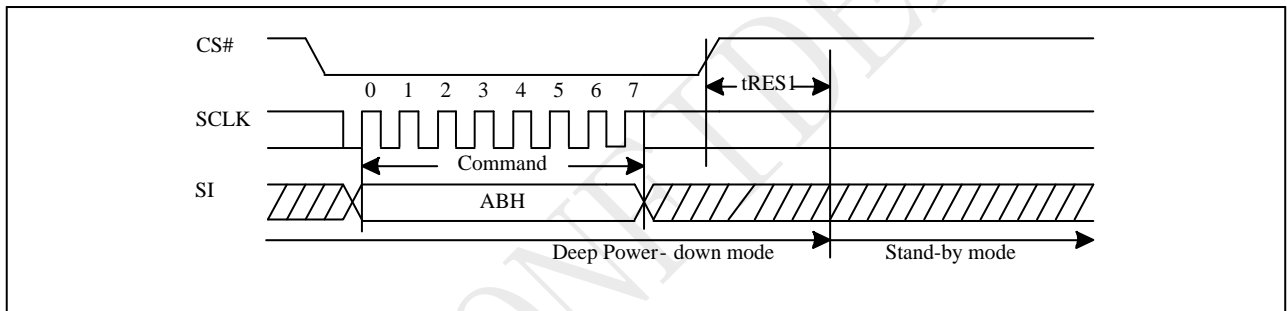 CS#
tRES1
0 1 2 3 4 5 6 7
SCLK
Command
SI
ABH
Deep Power- down mode Stand-by mode